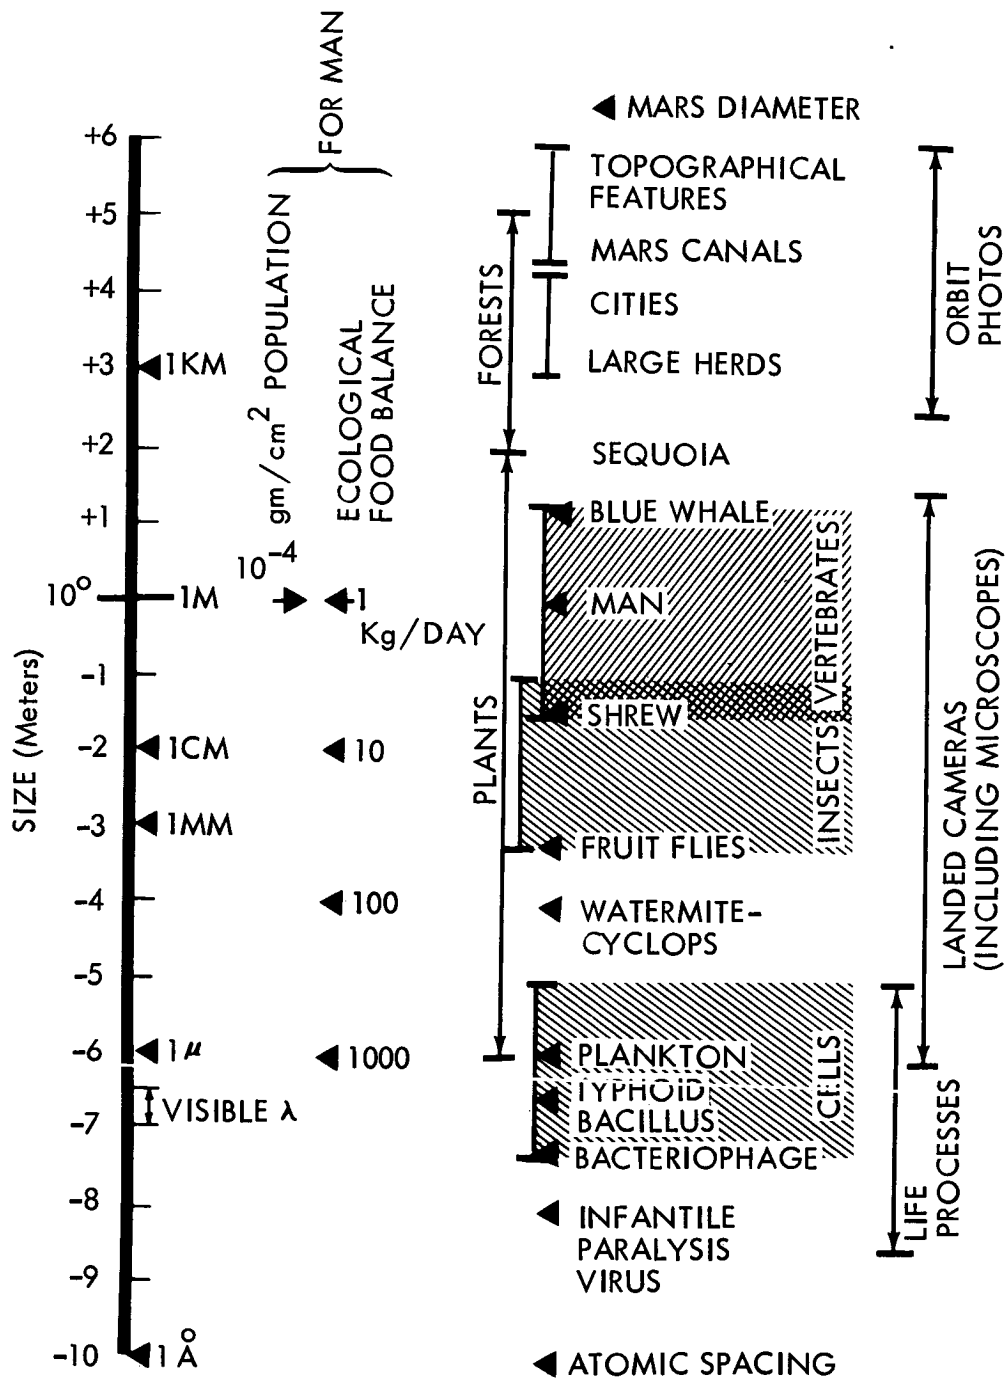 FOR MAN
gm/cm² POPULATION
ECOLOGICAL
FOOD BALANCE
SIZE (Meters)
+6
+5
+4
+3
1KM
+2
+1
10°
1M
-1
-2
1CM
-3
1MM
-4
-5
-6
1μ
VISIBLE λ
-7
-8
-9
-10
1Å
10⁻⁴
1
Kg/DAY
10
100
1000
FORESTS
PLANTS
MARS DIAMETER
TOPOGRAPHICAL
FEATURES
MARS CANALS
CITIES
LARGE HERDS
SEQUOIA
BLUE WHALE
MAN
SHREW
FRUIT FLIES
WATERMITE-
CYCLOPS
PLANKTON
TYPHOID
BACILLUS
BACTERIOPHAGE
INFANTILE
PARALYSIS
VIRUS
ATOMIC SPACING
VERTEBRATES
INSECTS
CELLS
ORBIT
PHOTOS
LANDED CAMERAS
(INCLUDING MICROSCOPES)
LIFE
PROCESSES